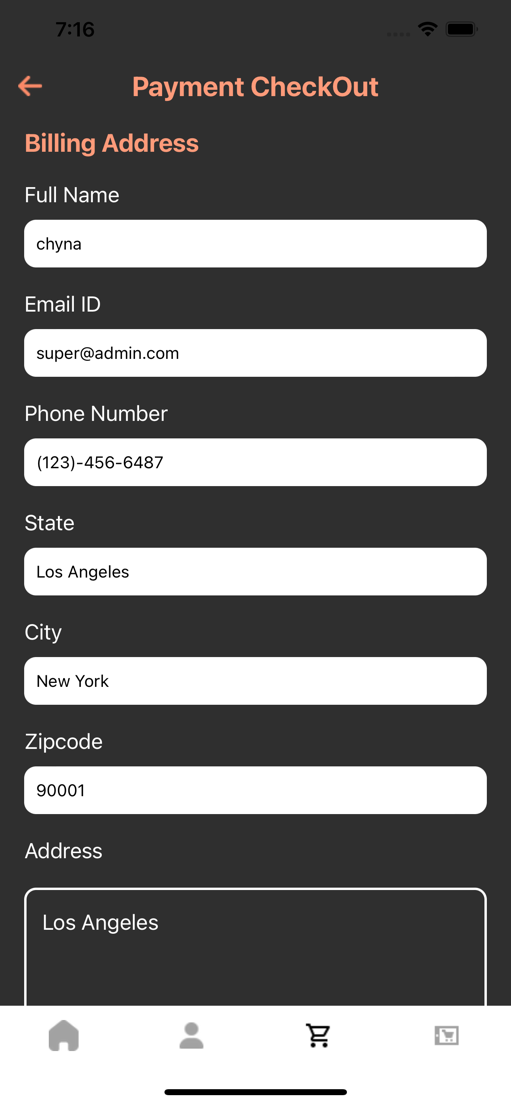 7:16
Payment CheckOut
Billing Address
Full Name
chyna
Email ID
super@admin.com
Phone Number
(123)-456-6487
State
Los Angeles
City
New York
Zipcode
90001
Address
Los Angeles